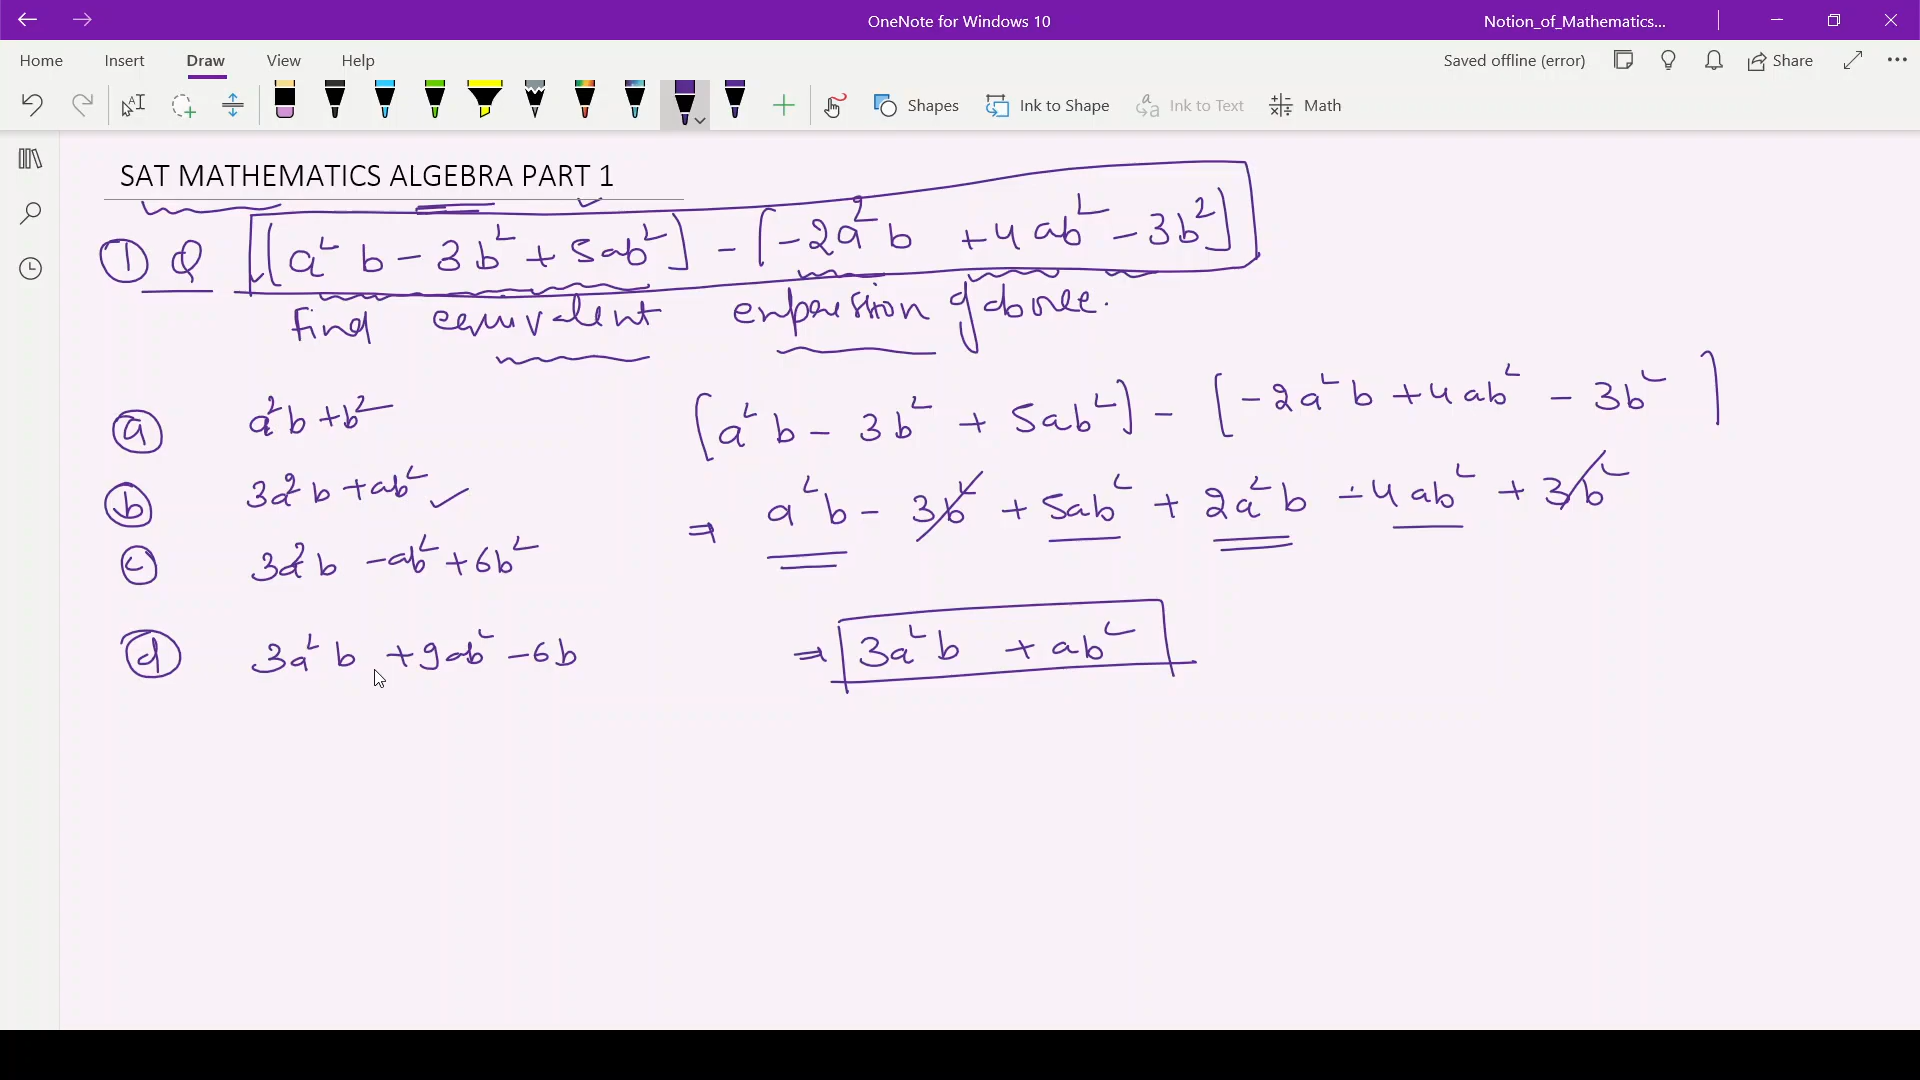 OneNote for Windows 10
Notion_of_Mathematics...
Home Insert Draw View Help
Saved offline (error) Share
Shapes Ink to Shape Ink to Text Math
SAT MATHEMATICS ALGEBRA PART 1
① Q [(a²b - 3b² + 5ab²] - [-2a²b + 4ab² - 3b²]
find equivalent expression of above.
ⓐ a²b + b²
ⓑ 3a²b + ab² ✓
ⓒ 3a²b - ab² + 6b²
ⓓ 3a²b + 9ab² - 6b
[a²b - 3b² + 5ab²] - [-2a²b + 4ab² - 3b²]
⇒ a²b - 3b² + 5ab² + 2a²b - 4ab² + 3b²
⇒ 3a²b + ab²